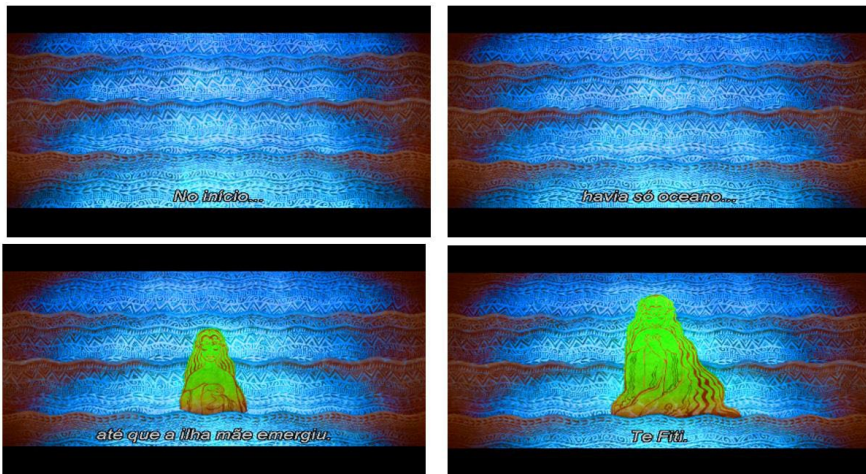 No início...
havia só oceano...
até que a ilha mãe emergiu.
Te Fiti.